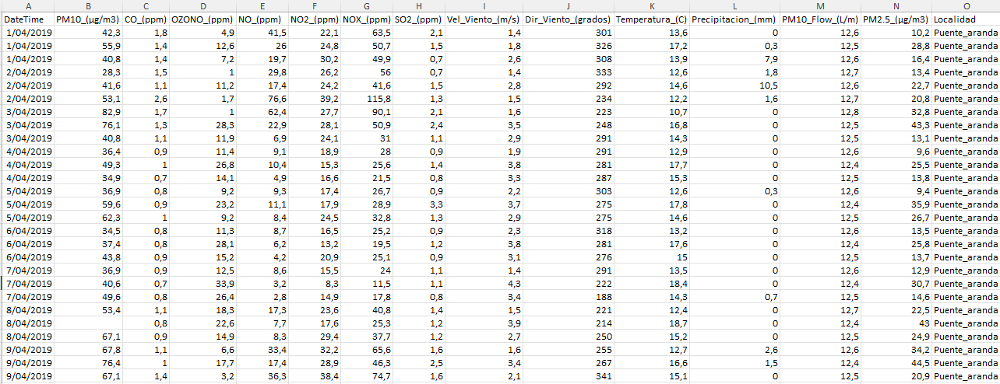 A B C D E F G H I J K L M N O
DateTime PM10_(µg/m3) CO_(ppm) OZONO_(ppm) NO_(ppm) NO2_(ppm) NOX_(ppm) SO2_(ppm) Vel_Viento_(m/s) Dir_Viento_(grados) Temperatura_(C) Precipitacion_(mm) PM10_Flow_(L/m) PM2.5_(µg/m3) Localidad
1/04/2019 42,3 1,8 4,9 41,5 22,1 63,5 2,1 1,4 301 13,6 0 12,6 10,2 Puente_aranda
1/04/2019 55,9 1,4 12,6 26 24,8 50,7 1,5 1,8 326 17,2 0,3 12,5 28,8 Puente_aranda
1/04/2019 40,8 1,4 7,2 19,7 30,2 49,9 0,7 2,6 308 13,9 7,9 12,6 16,4 Puente_aranda
2/04/2019 28,3 1,5 1 29,8 26,2 56 0,7 1,4 333 12,6 1,8 12,7 13,4 Puente_aranda
2/04/2019 41,6 1,1 11,2 17,4 24,2 41,6 1,5 2,8 292 14,6 10,5 12,6 22,7 Puente_aranda
2/04/2019 53,1 2,6 1,7 76,6 39,2 115,8 1,3 1,5 234 12,2 1,6 12,7 20,8 Puente_aranda
3/04/2019 82,9 1,7 1 62,4 27,7 90,1 2,1 1,6 223 10,7 0 12,8 32,8 Puente_aranda
3/04/2019 76,1 1,3 28,3 22,9 28,1 50,9 2,4 3,5 248 16,8 0 12,5 43,3 Puente_aranda
3/04/2019 40,8 1,1 11,9 6,9 24,1 31 1,1 2,9 291 14,3 0 12,5 13,1 Puente_aranda
4/04/2019 36,4 0,9 11,4 9,1 18,9 28 0,9 1,9 291 12,9 0 12,6 9,6 Puente_aranda
4/04/2019 49,3 1 26,8 10,4 15,3 25,6 1,4 3,8 281 17,7 0 12,4 25,5 Puente_aranda
4/04/2019 34,9 0,7 14,1 4,9 16,6 21,5 0,8 3,3 287 15,3 0 12,5 13,8 Puente_aranda
5/04/2019 36,9 0,8 9,2 9,3 17,4 26,7 0,9 2,2 303 12,6 0,3 12,6 9,4 Puente_aranda
5/04/2019 59,6 0,9 23,2 11,1 17,9 28,9 3,3 3,7 275 17,8 0 12,4 35,9 Puente_aranda
5/04/2019 62,3 1 9,2 8,4 24,5 32,8 1,3 2,9 275 14,6 0 12,5 26,7 Puente_aranda
6/04/2019 34,5 0,8 11,3 8,7 16,5 25,2 0,9 2,3 318 13,2 0 12,6 13,5 Puente_aranda
6/04/2019 37,4 0,8 28,1 6,2 13,2 19,5 1,2 3,8 281 17,6 0 12,4 25,8 Puente_aranda
6/04/2019 43,8 0,9 15,2 4,2 20,9 25,1 0,9 3,1 276 15 0 12,5 13,7 Puente_aranda
7/04/2019 36,9 0,9 12,5 8,6 15,5 24 1,1 1,4 291 13,5 0 12,6 12,9 Puente_aranda
7/04/2019 40,6 0,7 33,9 3,2 8,3 11,5 1,1 4,3 222 18,4 0 12,4 30,7 Puente_aranda
7/04/2019 49,6 0,8 26,4 2,8 14,9 17,8 0,8 3,4 188 14,3 0,7 12,5 14,6 Puente_aranda
8/04/2019 53,4 1,1 18,3 17,3 23,6 40,8 1,4 1,5 221 12,4 0 12,7 22,5 Puente_aranda
8/04/2019 0,8 22,6 7,7 17,6 25,3 1,2 3,9 214 18,7 0 12,4 43 Puente_aranda
8/04/2019 67,1 0,9 14,9 8,3 29,4 37,7 1,2 2,7 250 15,2 0 12,5 24,9 Puente_aranda
9/04/2019 67,8 1,1 6,6 33,4 32,2 65,6 1,6 1,6 255 12,7 2,6 12,6 34,2 Puente_aranda
9/04/2019 76,4 1 17,7 17,4 28,9 46,3 2,5 3,4 267 16,6 1,5 12,4 44,5 Puente_aranda
9/04/2019 67,1 1,4 3,2 36,3 38,4 74,7 1,6 2,1 341 15,1 0 12,5 20,9 Puente_aranda